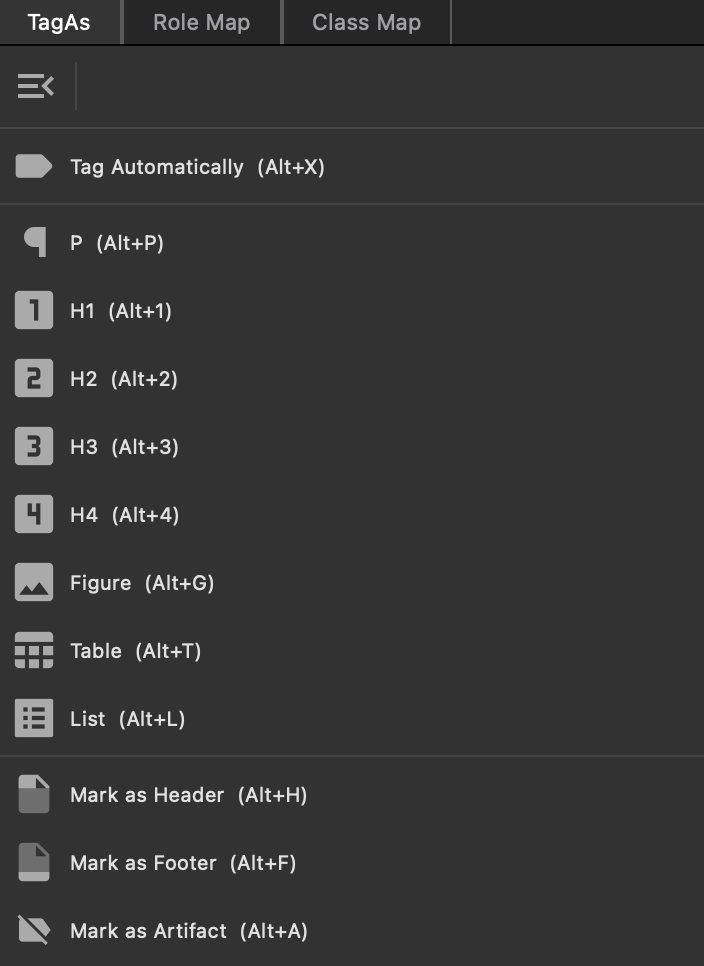 TagAs Role Map Class Map
Tag Automatically (Alt+X)
P (Alt+P)
1 H1 (Alt+1)
2 H2 (Alt+2)
3 H3 (Alt+3)
4 H4 (Alt+4)
Figure (Alt+G)
Table (Alt+T)
List (Alt+L)
Mark as Header (Alt+H)
Mark as Footer (Alt+F)
Mark as Artifact (Alt+A)